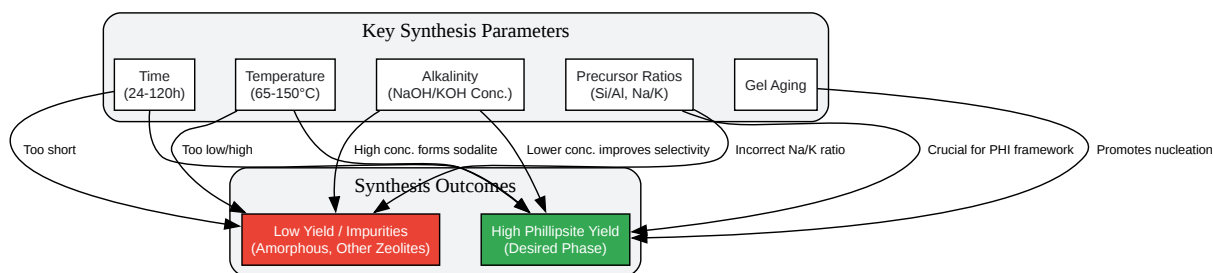 Key Synthesis Parameters
Time
(24-120h)
Temperature
(65-150°C)
Alkalinity
(NaOH/KOH Conc.)
Precursor Ratios
(Si/Al, Na/K)
Gel Aging
Too short
Too low/high
High conc. forms sodalite
Lower conc. improves selectivity
Incorrect Na/K ratio
Crucial for PHI framework
Promotes nucleation
Synthesis Outcomes
Low Yield / Impurities
(Amorphous, Other Zeolites)
High Phillipsite Yield
(Desired Phase)